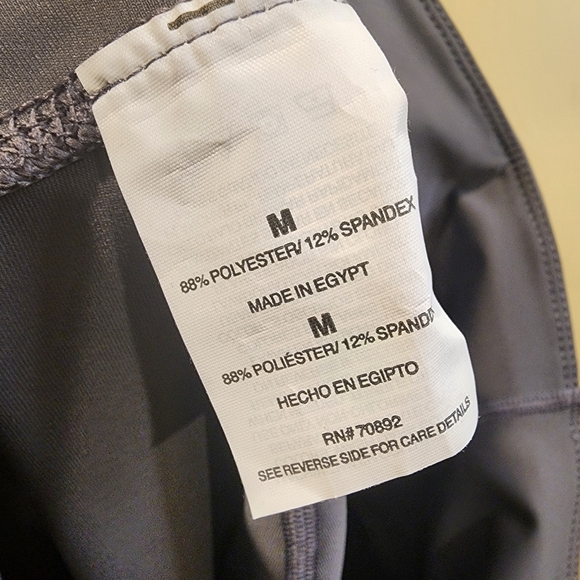 M
88% POLYESTER/ 12% SPANDEX
MADE IN EGYPT
M
88% POLIÉSTER/ 12% SPANDO
HECHO EN EGIPTO
RN# 70892
SEE REVERSE SIDE FOR CARE DETAILS